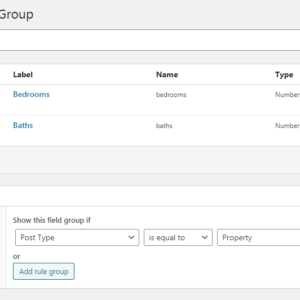 Group
Label Name Type
Bedrooms bedrooms Number
Baths baths Number
Show this field group if
Post Type is equal to Property
or
Add rule group